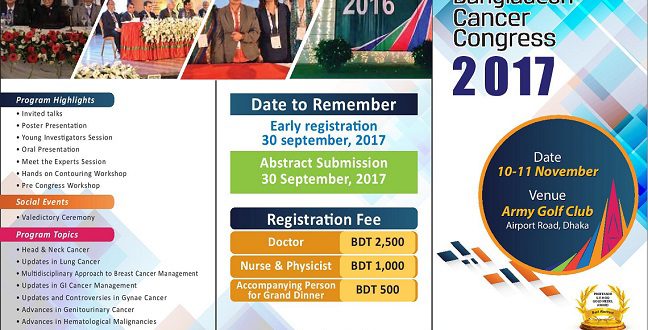 Program Highlights
• Invited talks
• Poster Presentation
• Young Investigators Session
• Oral Presentation
• Meet the Experts Session
• Hands on Contouring Workshop
• Pre Congress Workshop
Social Events
• Valedictory Ceremony
Program Topics
• Head & Neck Cancer
• Updates in Lung Cancer
• Multidisciplinary Approach to Breast Cancer Management
• Updates in GI Cancer Management
• Updates and Controversies in Gynae Cancer
• Advances in Genitourinary Cancer
• Advances in Hematological Malignancies
2016
Date to Remember
Early registration
30 september, 2017
Abstract Submission
30 September, 2017
Registration Fee
Doctor BDT 2,500
Nurse & Physicist BDT 1,000
Accompanying Person
for Grand Dinner BDT 500
Bangladesh
Cancer
Congress
2017
Date
10-11 November
Venue
Army Golf Club
Airport Road, Dhaka
PROFESSOR
GOLD MEDEL
AWARD